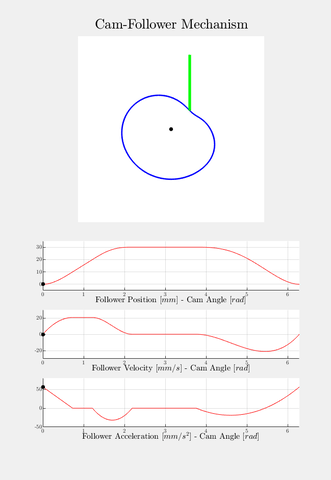 Cam-Follower Mechanism
30
20
10
0
0 1 2 3 4 5 6
Follower Position [mm] - Cam Angle [rad]
20
0
-20
0 1 2 3 4 5 6
Follower Velocity [mm/s] - Cam Angle [rad]
50
0
-50
0 1 2 3 4 5 6
Follower Acceleration [mm/s²] - Cam Angle [rad]